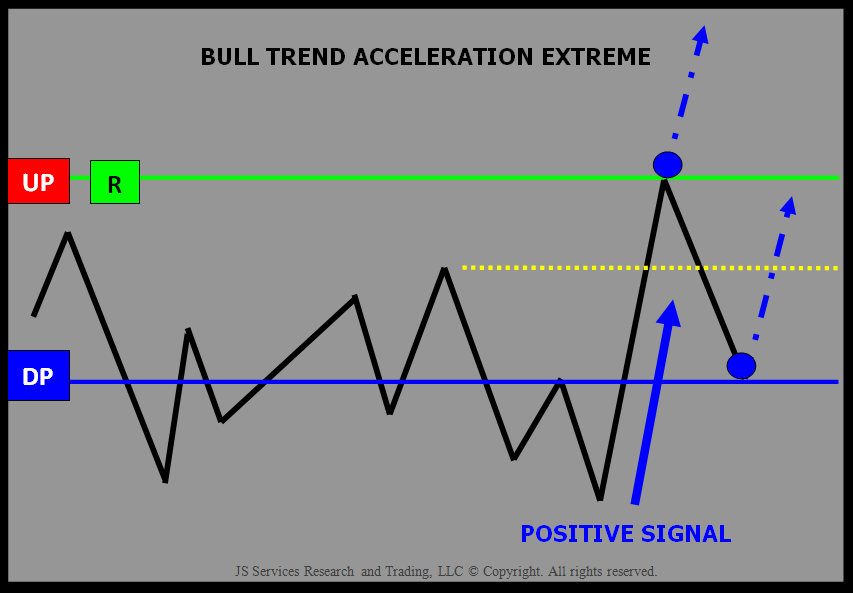 BULL TREND ACCELERATION EXTREME
UP
R
DP
POSITIVE SIGNAL
JS Services Research and Trading, LLC © Copyright. All rights reserved.